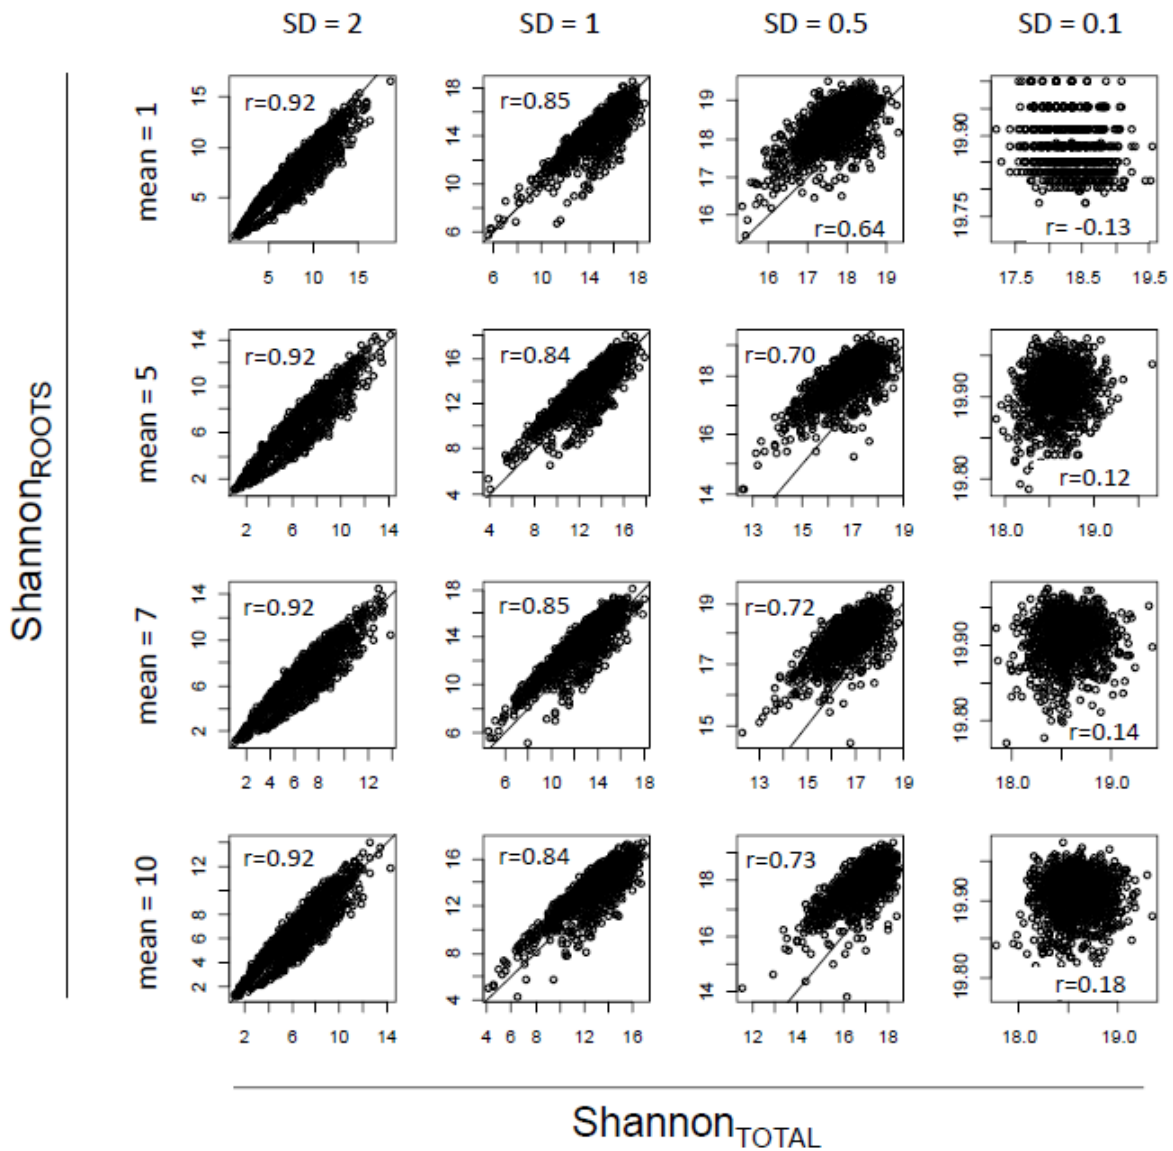 SD = 2 SD = 1 SD = 0.5 SD = 0.1
Shannon_ROOTS
mean = 1
r=0.92
15
10
5
5 10 15
r=0.85
18
14
10
6
6 10 14 18
r=0.64
19
18
17
16
16 17 18 19
r= -0.13
19.90
19.75
17.5 18.5 19.5
mean = 5
r=0.92
14
10
6
2
2 6 10 14
r=0.84
16
12
8
4
4 8 12 16
r=0.70
18
16
14
13 15 17 19
r=0.12
19.90
19.80
18.0 19.0
mean = 7
r=0.92
14
10
6
2
2 4 6 8 12
r=0.85
18
14
10
6
6 10 14 18
r=0.72
19
17
15
13 15 17 19
r=0.14
19.90
19.80
18.0 19.0
mean = 10
r=0.92
12
8
6
4
2
2 6 10 14
r=0.84
16
12
8
4
4 6 8 12 16
r=0.73
18
16
14
12 14 16 18
r=0.18
19.90
19.80
18.0 19.0
Shannon_TOTAL